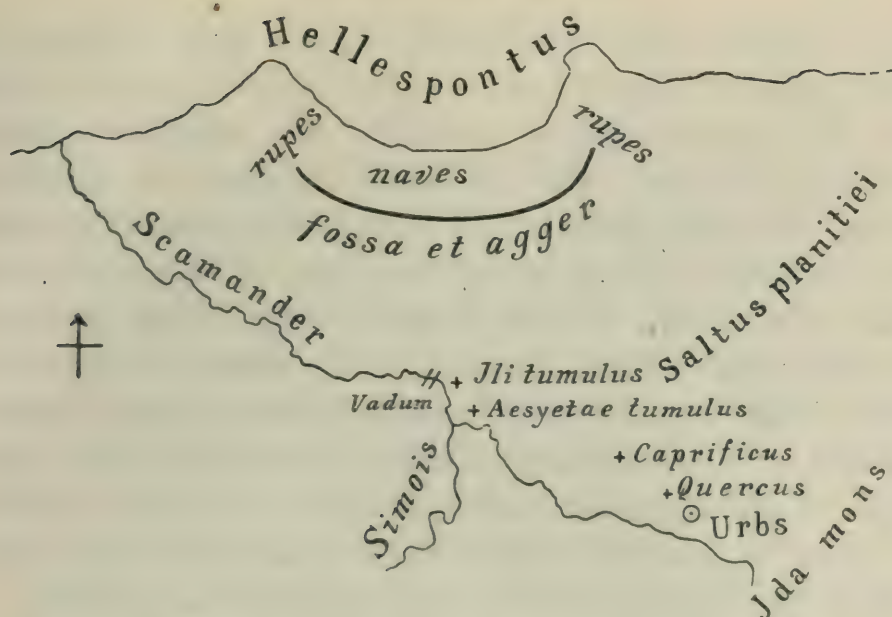 Hellespontus
rupes
rupes
naves
fossa et agger
Scamander
Saltus planitiei
Jli tumulus
Vadum
Aesyetae tumulus
Caprificus
Simois
Quercus
Urbs
Jda mons